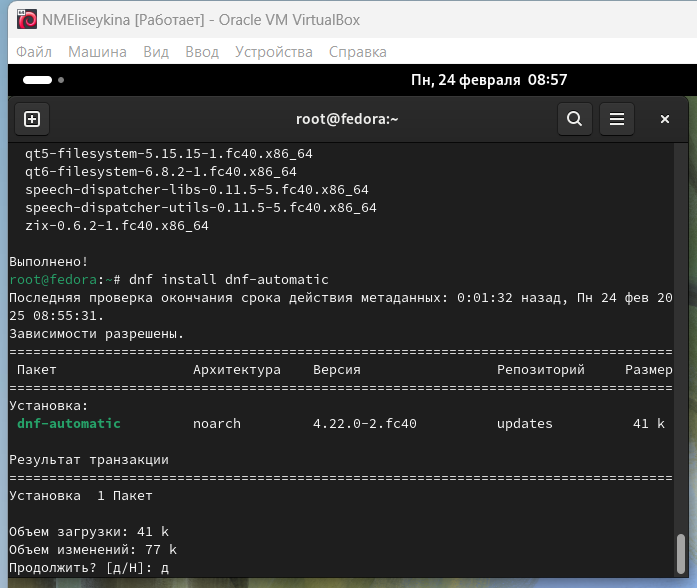 NMEliseykina [Работает] - Oracle VM VirtualBox
Файл Машина Вид Ввод Устройства Справка
Пн, 24 февраля 08:57
root@fedora:~
qt5-filesystem-5.15.15-1.fc40.x86_64
qt6-filesystem-6.8.2-1.fc40.x86_64
speech-dispatcher-libs-0.11.5-5.fc40.x86_64
speech-dispatcher-utils-0.11.5-5.fc40.x86_64
zix-0.6.2-1.fc40.x86_64
Выполнено!
root@fedora:~# dnf install dnf-automatic
Последняя проверка окончания срока действия метаданных: 0:01:32 назад, Пн 24 фев 20
25 08:55:31.
Зависимости разрешены.
===================================================================================
Пакет Архитектура Версия Репозиторий Размер
===================================================================================
Установка:
dnf-automatic noarch 4.22.0-2.fc40 updates 41 k
Результат транзакции
===================================================================================
Установка 1 Пакет
Объем загрузки: 41 k
Объем изменений: 77 k
Продолжить? [д/Н]: д